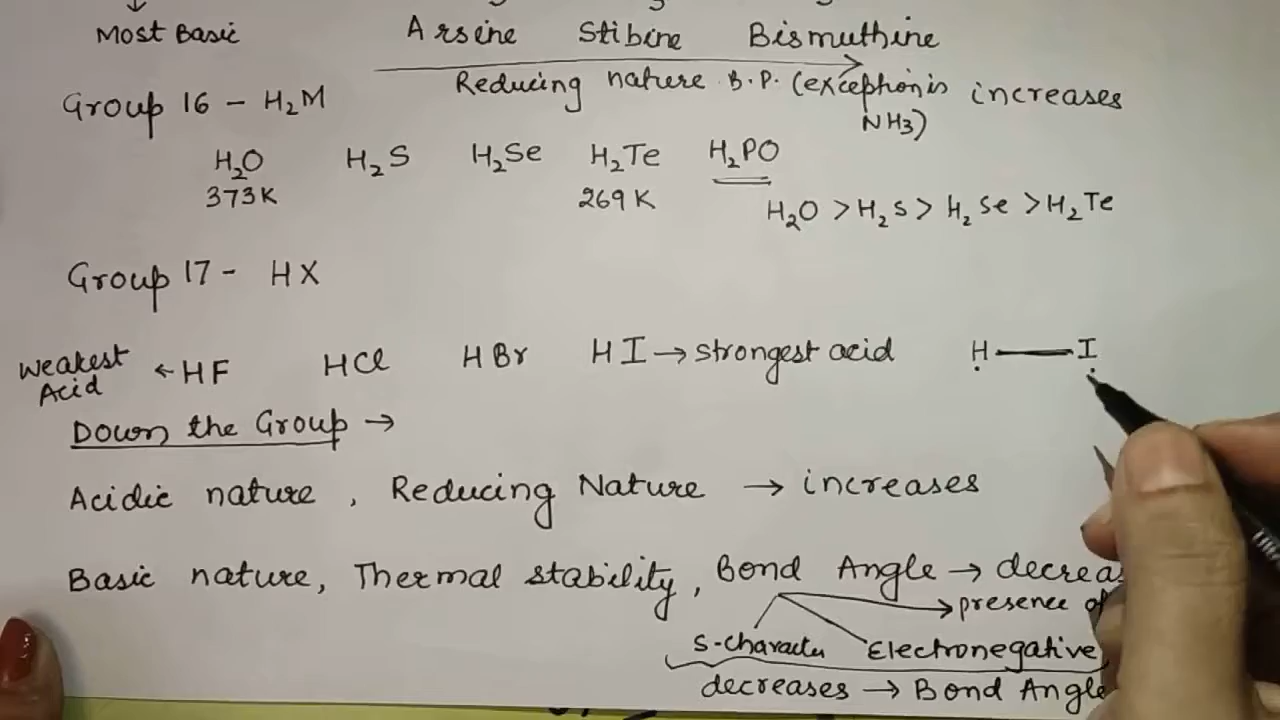 Most Basic
Arsine Stibine Bismuthine
Reducing nature B.P. (exception is NH3) increases
Group 16 - H₂M
H₂O H₂S H₂Se H₂Te H₂PO
373K 269K
H₂O > H₂S > H₂Se > H₂Te
Group 17 - HX
Weakest Acid ← HF HCl HBr HI → strongest acid H — I
Down the Group →
Acidic nature, Reducing Nature → increases
Basic nature, Thermal stability, Bond Angle → decreas
→ presence of
s-character Electronegative
decreases → Bond Angle